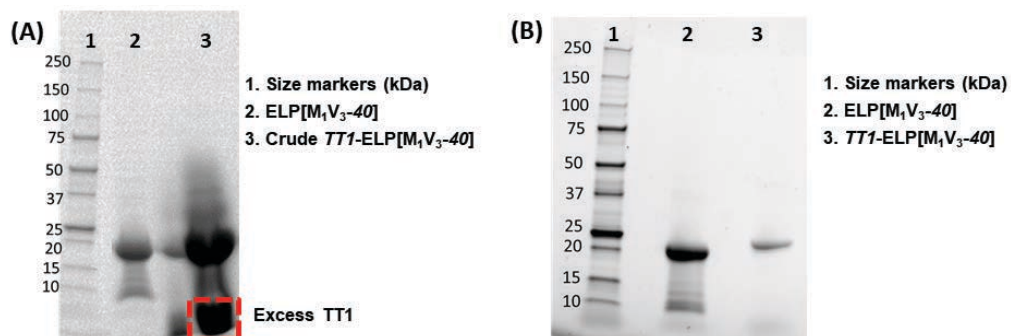 (A)
1 2 3
250
150
100
75
50
37
25
20
15
10
1. Size markers (kDa)
2. ELP[M₁V₃-40]
3. Crude TT1-ELP[M₁V₃-40]
Excess TT1
(B)
1 2 3
250
150
100
75
50
37
25
20
15
10
1. Size markers (kDa)
2. ELP[M₁V₃-40]
3. TT1-ELP[M₁V₃-40]